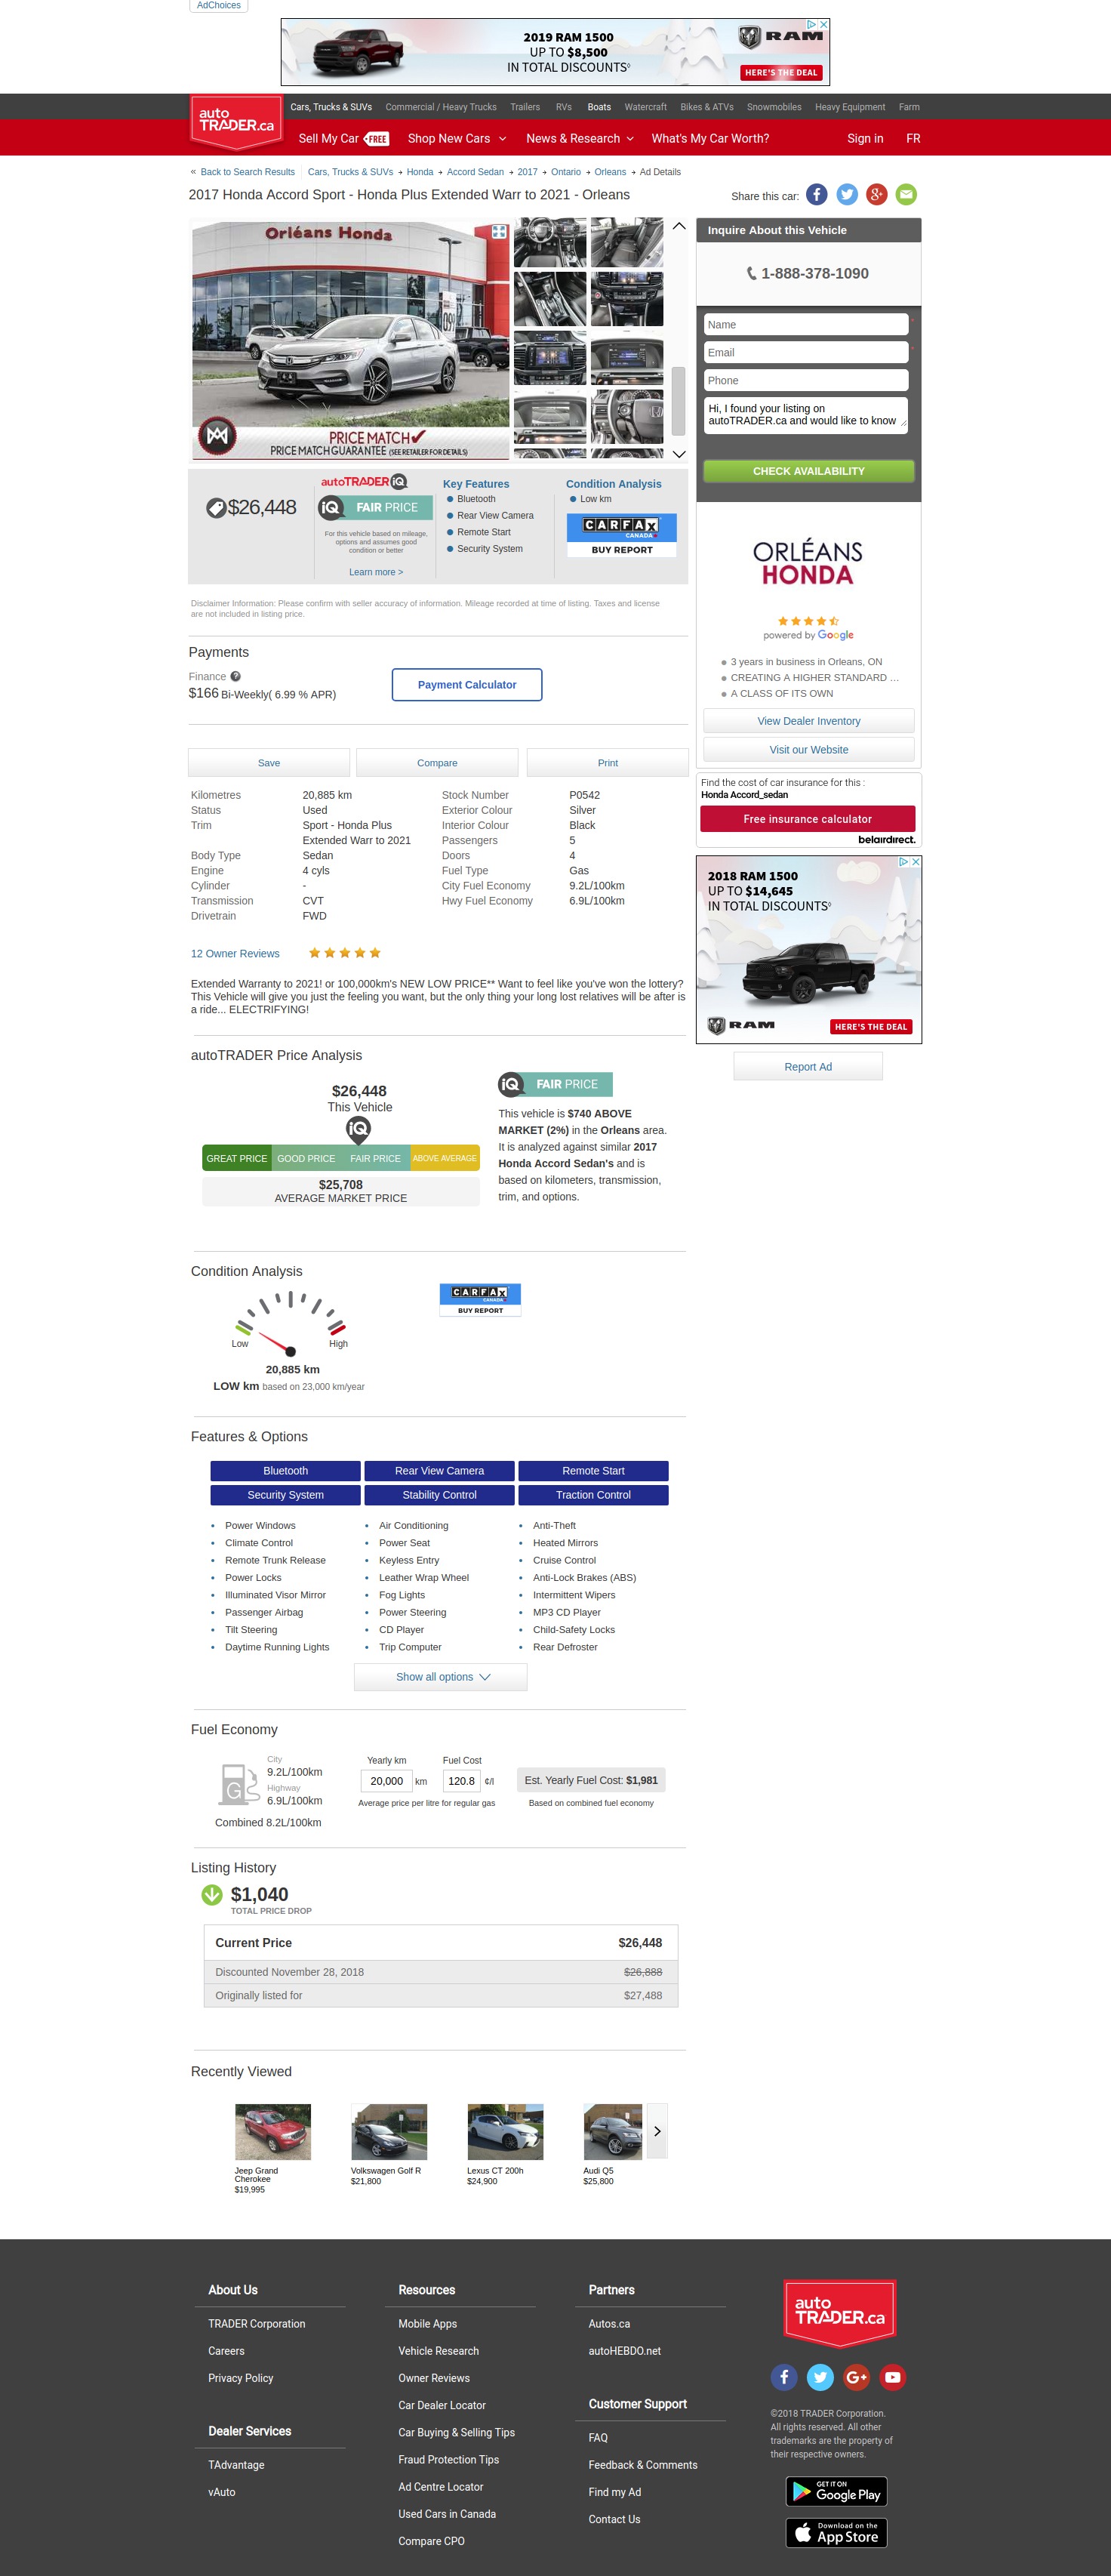 AdChoices
2019 RAM 1500
UP TO $8,500
IN TOTAL DISCOUNTS◊
RAM
HERE'S THE DEAL
auto
TRADER.ca
Cars, Trucks & SUVs Commercial / Heavy Trucks Trailers RVs Boats Watercraft Bikes & ATVs Snowmobiles Heavy Equipment Farm
Sell My Car FREE Shop New Cars News & Research What's My Car Worth? Sign in FR
« Back to Search Results Cars, Trucks & SUVs Honda Accord Sedan 2017 Ontario Orleans Ad Details
2017 Honda Accord Sport - Honda Plus Extended Warr to 2021 - Orleans
Share this car:
Orléans Honda
PRICE MATCH✓
PRICE MATCH GUARANTEE (SEE RETAILER FOR DETAILS)
Inquire About this Vehicle
1-888-378-1090
Name *
Email *
Phone
Hi, I found your listing on
autoTRADER.ca and would like to know
CHECK AVAILABILITY
$26,448
autoTRADER iQ
iQ FAIR PRICE
For this vehicle based on mileage,
options and assumes good
condition or better
Learn more >
Key Features
Bluetooth
Rear View Camera
Remote Start
Security System
Condition Analysis
Low km
CARFAX
CANADA
BUY REPORT
ORLÉANS
HONDA
powered by Google
3 years in business in Orleans, ON
CREATING A HIGHER STANDARD …
A CLASS OF ITS OWN
View Dealer Inventory
Visit our Website
Disclaimer Information: Please confirm with seller accuracy of information. Mileage recorded at time of listing. Taxes and license
are not included in listing price.
Payments
Finance ?
$166 Bi-Weekly( 6.99 % APR)
Payment Calculator
Save
Compare
Print
Find the cost of car insurance for this :
Honda Accord_sedan
Free insurance calculator
belairdirect.
Kilometres 20,885 km Stock Number P0542
Status Used Exterior Colour Silver
Trim Sport - Honda Plus Interior Colour Black
Extended Warr to 2021 Passengers 5
Body Type Sedan Doors 4
Engine 4 cyls Fuel Type Gas
Cylinder - City Fuel Economy 9.2L/100km
Transmission CVT Hwy Fuel Economy 6.9L/100km
Drivetrain FWD
12 Owner Reviews
Extended Warranty to 2021! or 100,000km's NEW LOW PRICE** Want to feel like you've won the lottery?
This Vehicle will give you just the feeling you want, but the only thing your long lost relatives will be after is
a ride... ELECTRIFYING!
2018 RAM 1500
UP TO $14,645
IN TOTAL DISCOUNTS◊
RAM
HERE'S THE DEAL
Report Ad
autoTRADER Price Analysis
$26,448
This Vehicle
iQ
GREAT PRICE GOOD PRICE FAIR PRICE ABOVE AVERAGE
$25,708
AVERAGE MARKET PRICE
iQ FAIR PRICE
This vehicle is $740 ABOVE
MARKET (2%) in the Orleans area.
It is analyzed against similar 2017
Honda Accord Sedan's and is
based on kilometers, transmission,
trim, and options.
Condition Analysis
Low High
20,885 km
LOW km based on 23,000 km/year
CARFAX
CANADA
BUY REPORT
Features & Options
Bluetooth Rear View Camera Remote Start
Security System Stability Control Traction Control
Power Windows Air Conditioning Anti-Theft
Climate Control Power Seat Heated Mirrors
Remote Trunk Release Keyless Entry Cruise Control
Power Locks Leather Wrap Wheel Anti-Lock Brakes (ABS)
Illuminated Visor Mirror Fog Lights Intermittent Wipers
Passenger Airbag Power Steering MP3 CD Player
Tilt Steering CD Player Child-Safety Locks
Daytime Running Lights Trip Computer Rear Defroster
Show all options
Fuel Economy
G
City
9.2L/100km
Highway
6.9L/100km
Combined 8.2L/100km
Yearly km Fuel Cost
20,000 km 120.8 ¢/l
Average price per litre for regular gas
Est. Yearly Fuel Cost: $1,981
Based on combined fuel economy
Listing History
$1,040
TOTAL PRICE DROP
Current Price $26,448
Discounted November 28, 2018 $26,888
Originally listed for $27,488
Recently Viewed
Jeep Grand
Cherokee
$19,995
Volkswagen Golf R
$21,800
Lexus CT 200h
$24,900
Audi Q5
$25,800
About Us
TRADER Corporation
Careers
Privacy Policy
Dealer Services
TAdvantage
vAuto
Resources
Mobile Apps
Vehicle Research
Owner Reviews
Car Dealer Locator
Car Buying & Selling Tips
Fraud Protection Tips
Ad Centre Locator
Used Cars in Canada
Compare CPO
Partners
Autos.ca
autoHEBDO.net
Customer Support
FAQ
Feedback & Comments
Find my Ad
Contact Us
auto
TRADER.ca
©2018 TRADER Corporation.
All rights reserved. All other
trademarks are the property of
their respective owners.
GET IT ON
Google Play
Download on the
App Store